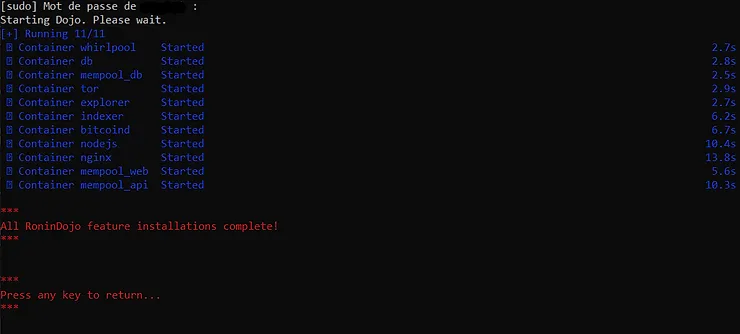 [sudo] Mot de passe de :
Starting Dojo. Please wait.
[+] Running 11/11
Container whirlpool Started 2.7s
Container db Started 2.8s
Container mempool_db Started 2.5s
Container tor Started 2.9s
Container explorer Started 2.7s
Container indexer Started 6.2s
Container bitcoind Started 6.7s
Container nodejs Started 10.4s
Container nginx Started 13.8s
Container mempool_web Started 5.6s
Container mempool_api Started 10.3s
***
All RoninDojo feature installations complete!
***
***
Press any key to return...
***